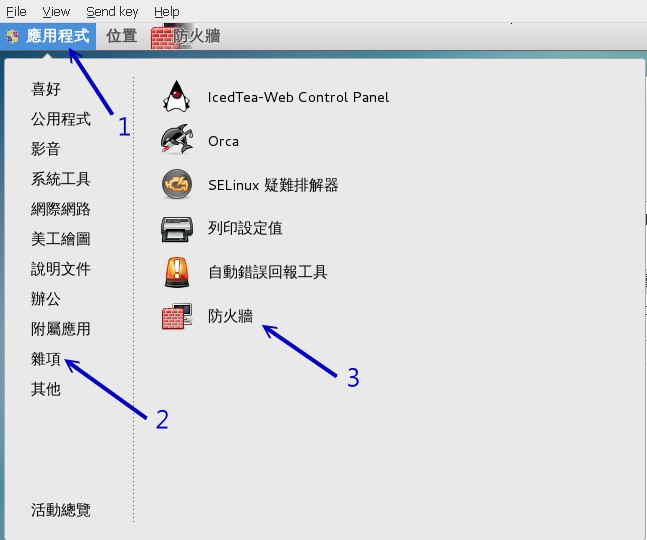 File View Send key Help
應用程式 位置 防火牆
喜好
公用程式
影音
系統工具
網際網路
美工繪圖
說明文件
辦公
附屬應用
雜項
其他
活動總覽
IcedTea-Web Control Panel
Orca
SELinux 疑難排解器
列印設定值
自動錯誤回報工具
防火牆
1
2
3